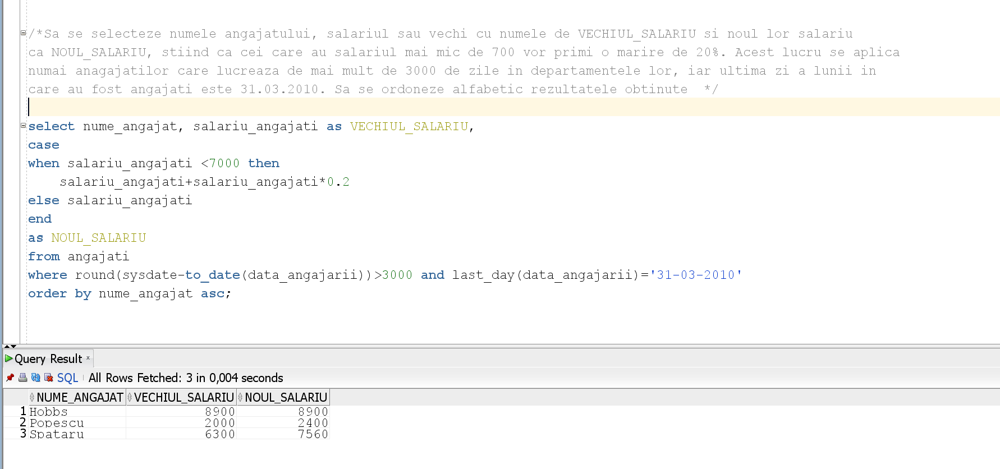 /*Sa se selecteze numele angajatului, salariul sau vechi cu numele de VECHIUL_SALARIU si noul lor salariu
ca NOUL_SALARIU, stiind ca cei care au salariul mai mic de 700 vor primi o marire de 20%. Acest lucru se aplica
numai anagajatilor care lucreaza de mai mult de 3000 de zile in departamentele lor, iar ultima zi a lunii in
care au fost angajati este 31.03.2010. Sa se ordoneze alfabetic rezultatele obtinute  */
select nume_angajat, salariu_angajati as VECHIUL_SALARIU,
case
when salariu_angajati <7000 then
    salariu_angajati+salariu_angajati*0.2
else salariu_angajati
end
as NOUL_SALARIU
from angajati
where round(sysdate-to_date(data_angajarii))>3000 and last_day(data_angajarii)='31-03-2010'
order by nume_angajat asc;
Query Result x
SQL All Rows Fetched: 3 in 0,004 seconds
NUME_ANGAJAT VECHIUL_SALARIU NOUL_SALARIU
1 Hobbs 8900 8900
2 Popescu 2000 2400
3 Spataru 6300 7560